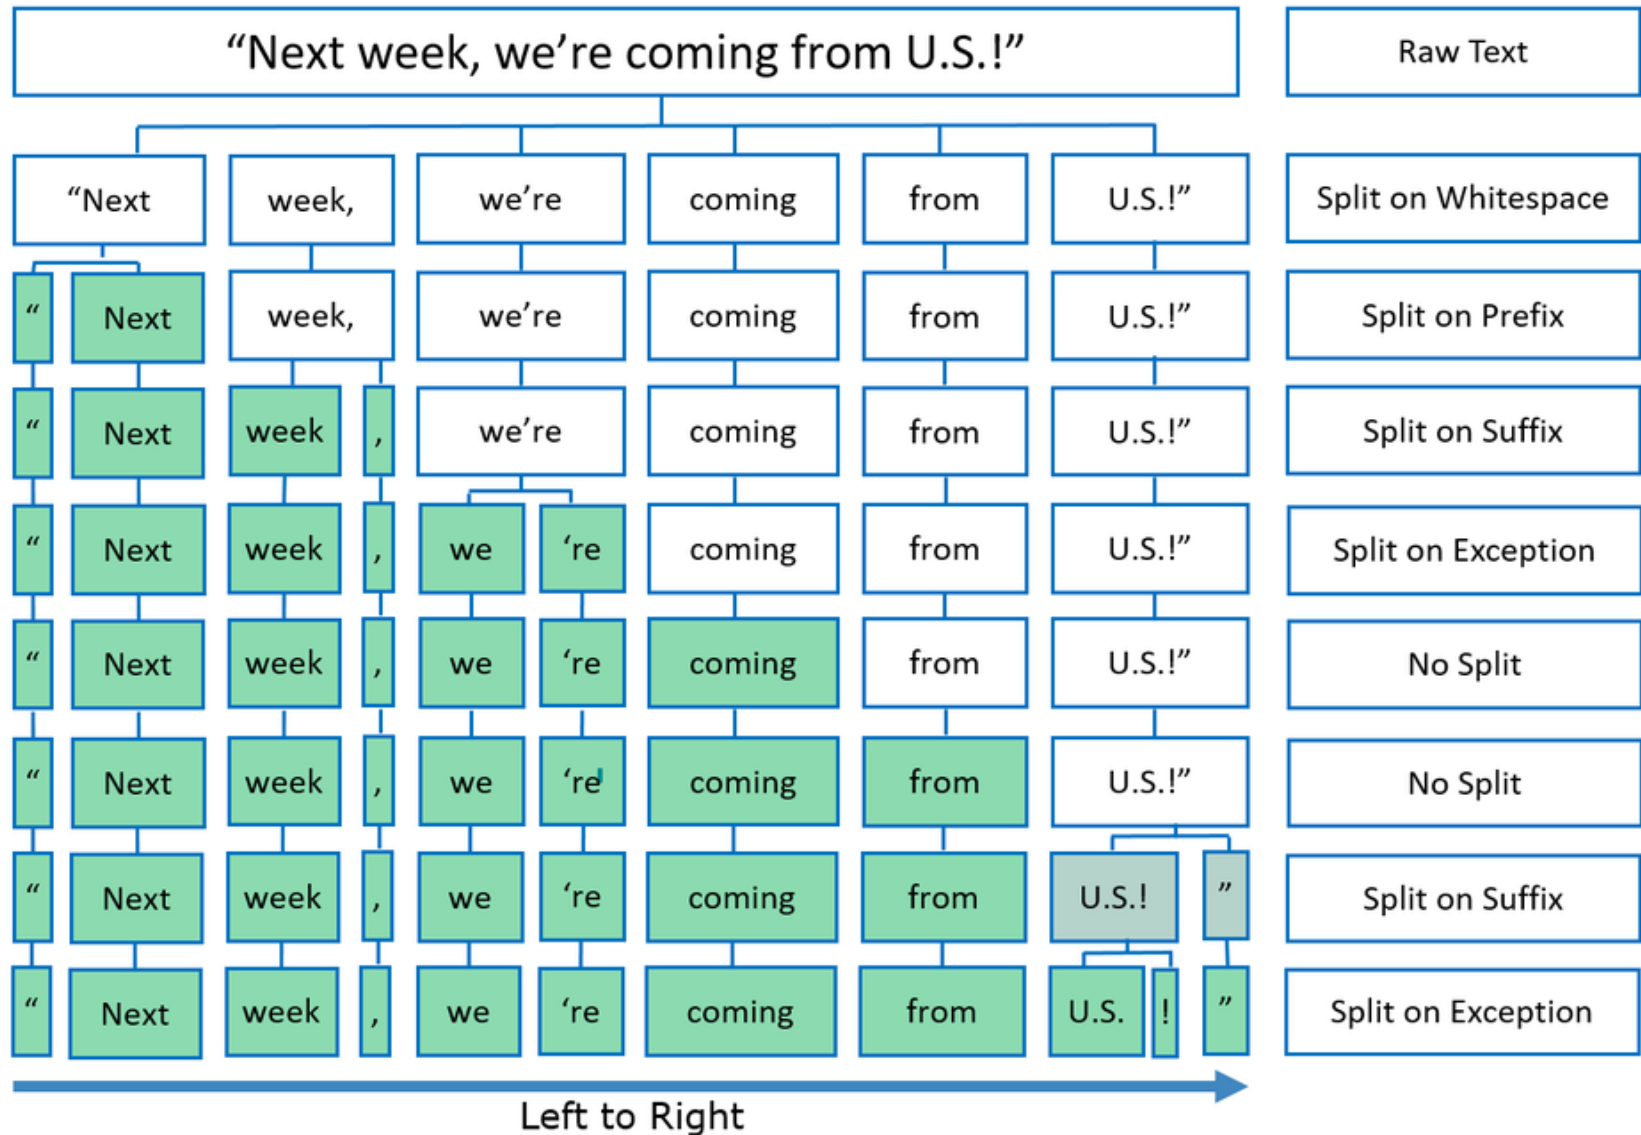 “Next week, we’re coming from U.S.!” Raw Text
“Next week, we’re coming from U.S.!” Split on Whitespace
“ Next week, we’re coming from U.S.!” Split on Prefix
“ Next week , we’re coming from U.S.!” Split on Suffix
“ Next week , we ‘re coming from U.S.!” Split on Exception
“ Next week , we ‘re coming from U.S.!” No Split
“ Next week , we ‘re coming from U.S.!” No Split
“ Next week , we ‘re coming from U.S.! ” Split on Suffix
“ Next week , we ‘re coming from U.S. ! ” Split on Exception
Left to Right